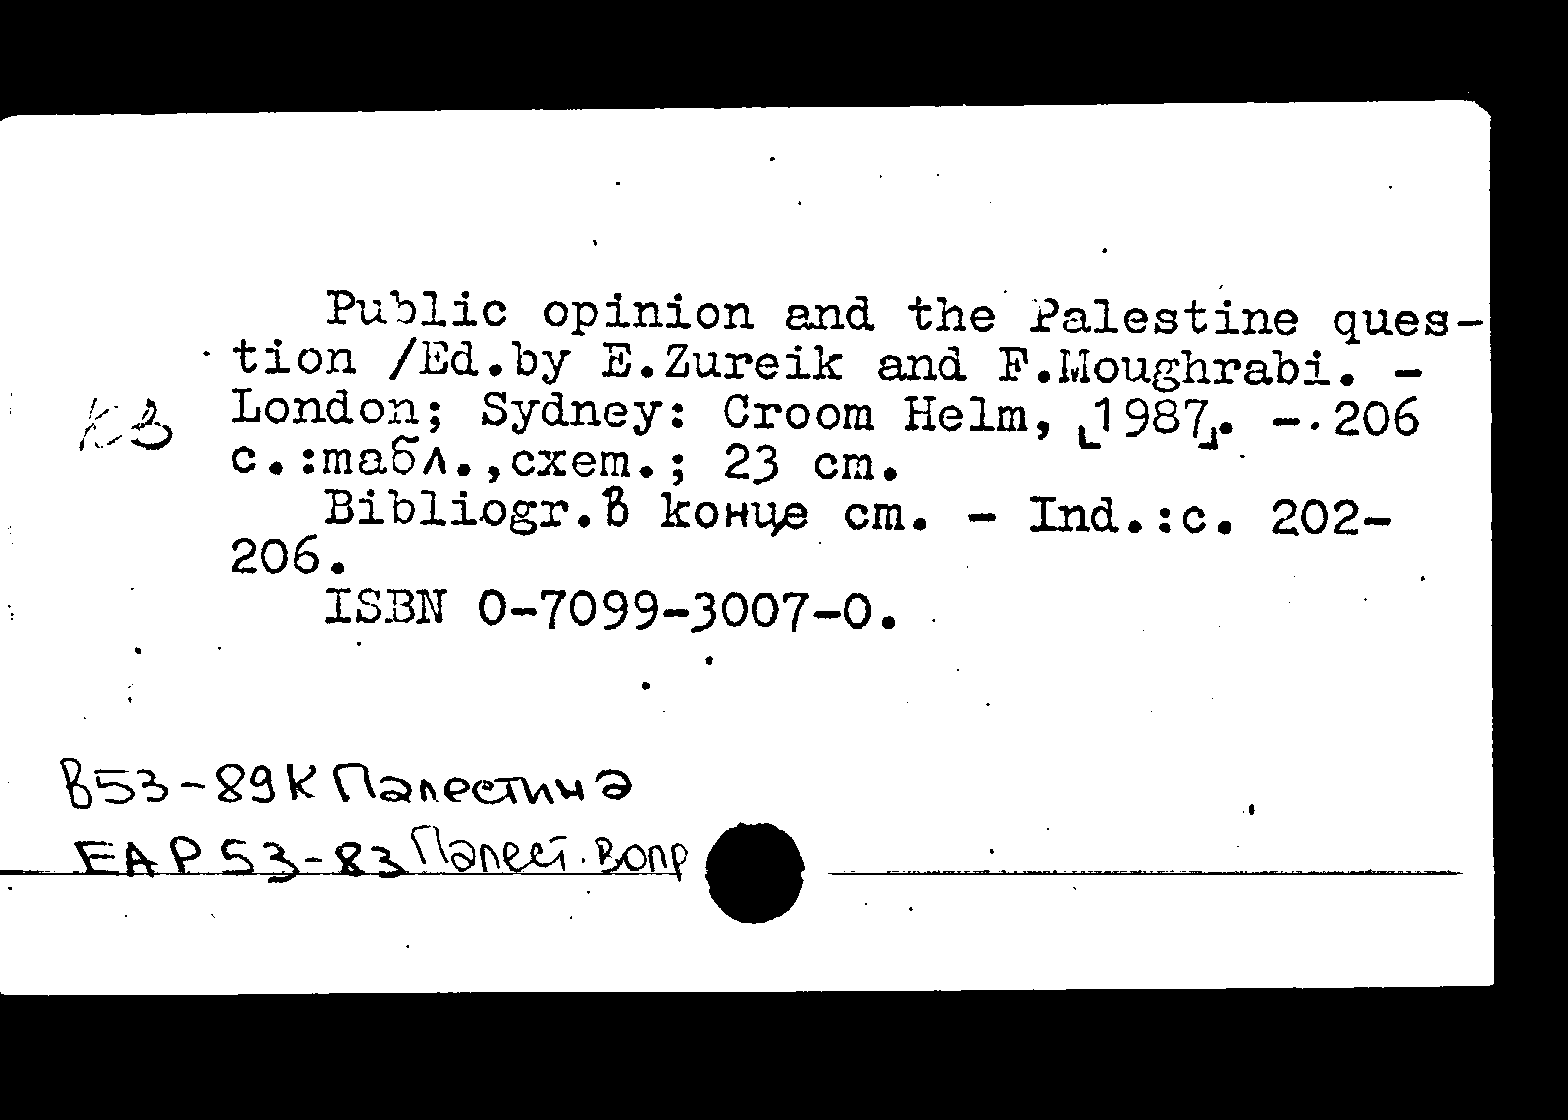 Public opinion and the Palestine ques-
tion /Ed.by E.Zureik and F.Moughrabi. -
London; Sydney: Croom Helm, [1987]. - 206
с.:табл.,схем.; 23 cm.
Bibliogr.в конце ст. - Ind.:c. 202-
206.
ISBN 0-7099-3007-0.
КЗ
В53-89К Палестина
ЕАР53-83 Палест. вопр